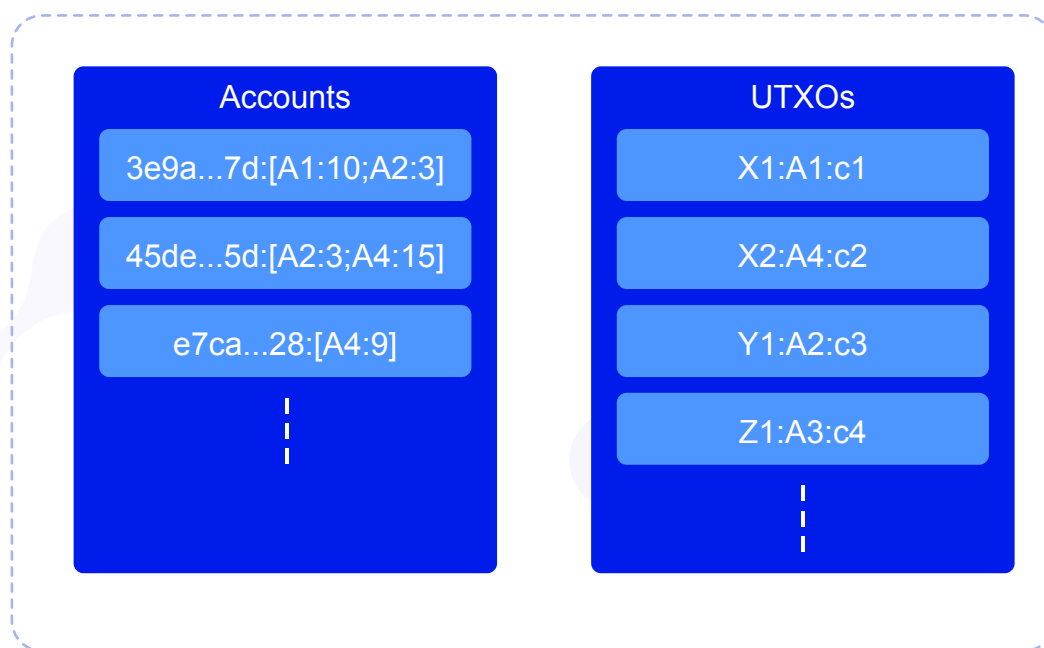 Accounts
3e9a...7d:[A1:10;A2:3]
45de...5d:[A2:3;A4:15]
e7ca...28:[A4:9]
UTXOs
X1:A1:c1
X2:A4:c2
Y1:A2:c3
Z1:A3:c4